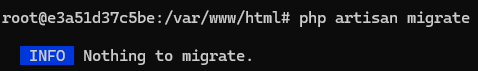 root@e3a51d37c5be:/var/www/html# php artisan migrate
INFO Nothing to migrate.